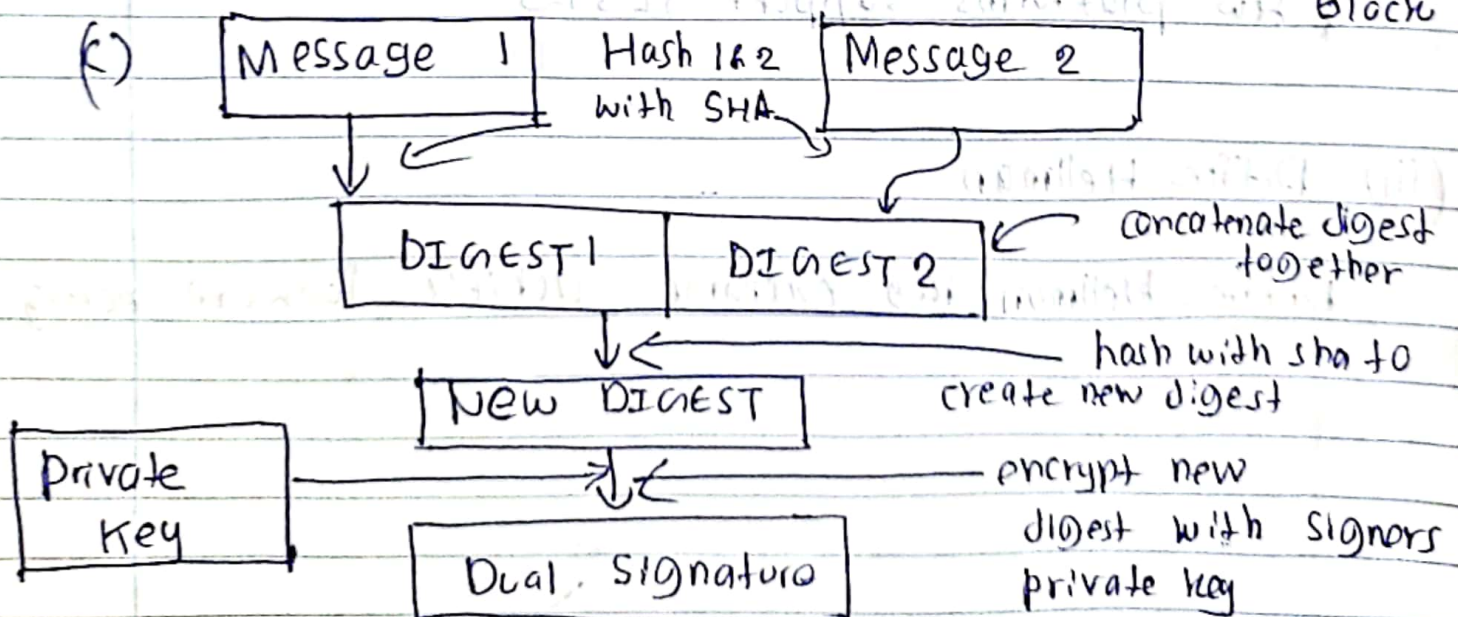 Block
(c)
Message 1
Hash 1&2
with SHA
Message 2
DIGEST 1
DIGEST 2
concatenate digest
together
hash with sha to
create new digest
New DIGEST
Private
Key
encrypt new
digest with signors
private key
Dual. Signature